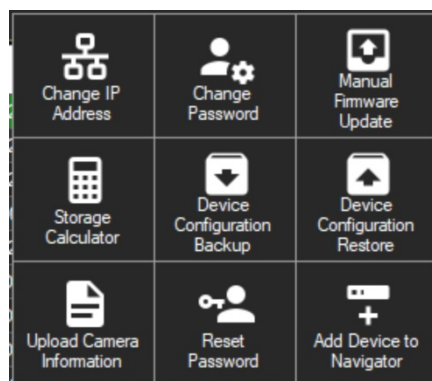 Change IP
Address
Change
Password
Manual
Firmware
Update
Storage
Calculator
Device
Configuration
Backup
Device
Configuration
Restore
Upload Camera
Information
Reset
Password
Add Device to
Navigator